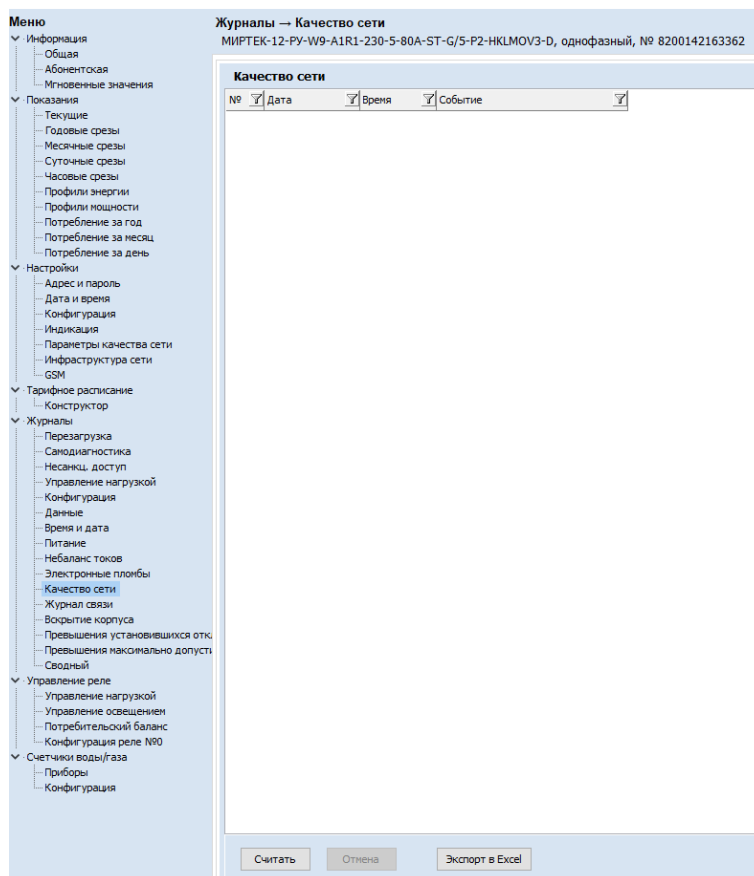 Меню
Информация
Общая
Абонентская
Мгновенные значения
Показания
Текущие
Годовые срезы
Месячные срезы
Суточные срезы
Часовые срезы
Профили энергии
Профили мощности
Потребление за год
Потребление за месяц
Потребление за день
Настройки
Адрес и пароль
Дата и время
Конфигурация
Индикация
Параметры качества сети
Инфраструктура сети
GSM
Тарифное расписание
Конструктор
Журналы
Перезагрузка
Самодиагностика
Несанкц. доступ
Управление нагрузкой
Конфигурация
Данные
Время и дата
Питание
Небаланс токов
Электронные пломбы
Качество сети
Журнал связи
Вскрытие корпуса
Превышения установившихся отк
Превышения максимально допусти
Сводный
Управление реле
Управление нагрузкой
Управление освещением
Потребительский баланс
Конфигурация реле №0
Счетчики воды/газа
Приборы
Конфигурация
Журналы → Качество сети
МИРТЕК-12-РУ-W9-A1R1-230-5-80A-ST-G/5-P2-HKLMOV3-D, однофазный, № 8200142163362
Качество сети
№ Дата Время Событие
Считать Отмена Экспорт в Excel